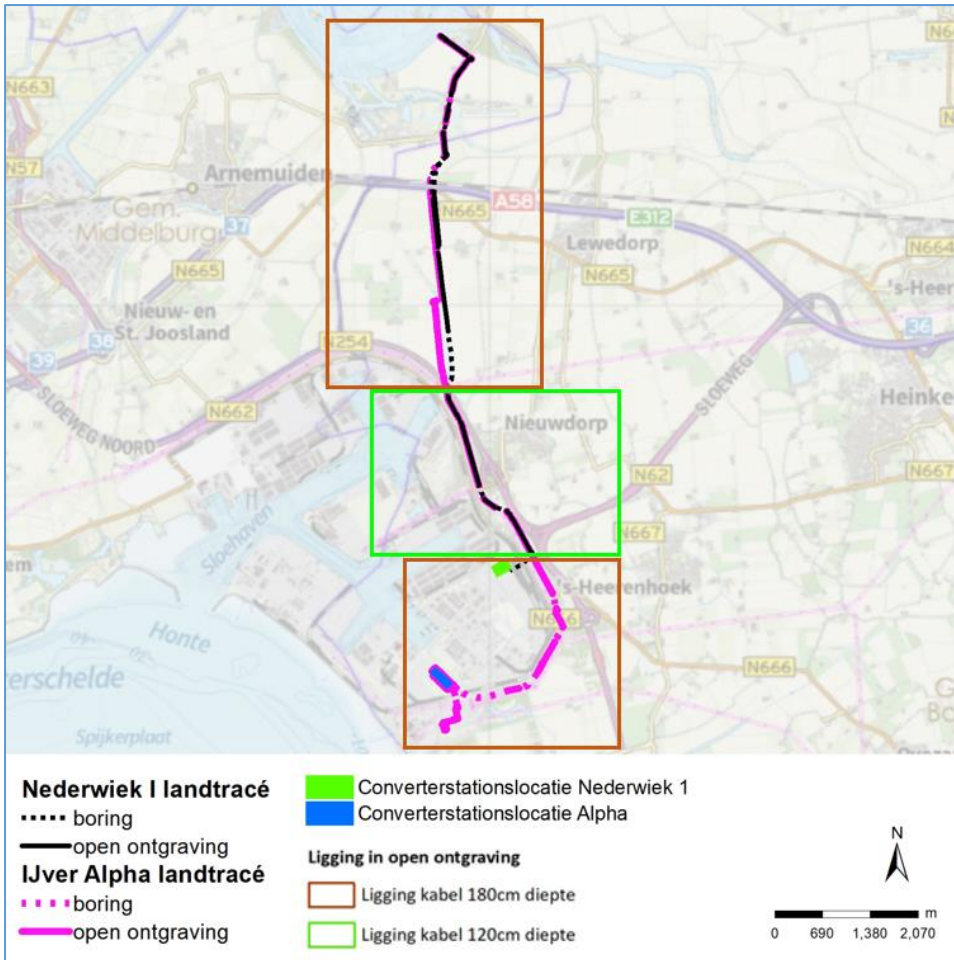 N663
N57
Arnemuiden
Gem.
Middelburg
37
N665
A58
E312
Lewedorp
N664
N665
N665
's-Heer
Nieuw- en
St. Joosland
38
39
N254
36
SLOEWEG
SLOEWEG NOORD
N662
Nieuwdorp
Heinke
N62
N667
Sloehaven
N667
's-Heerenhoek
Honte
erschelde
N666
Spijkerplaat
Nederwiek I landtracé
boring
open ontgraving
IJver Alpha landtracé
boring
open ontgraving
Converterstationslocatie Nederwiek 1
Converterstationslocatie Alpha
Ligging in open ontgraving
Ligging kabel 180cm diepte
Ligging kabel 120cm diepte
N
m
0 690 1,380 2,070